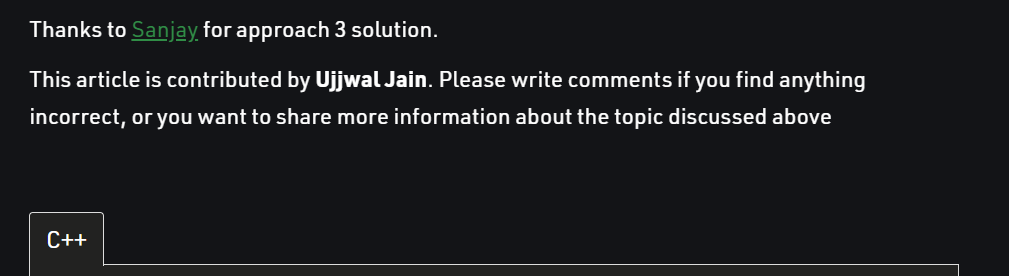 Thanks to Sanjay for approach 3 solution.
This article is contributed by Ujjwal Jain. Please write comments if you find anything
incorrect, or you want to share more information about the topic discussed above
C++